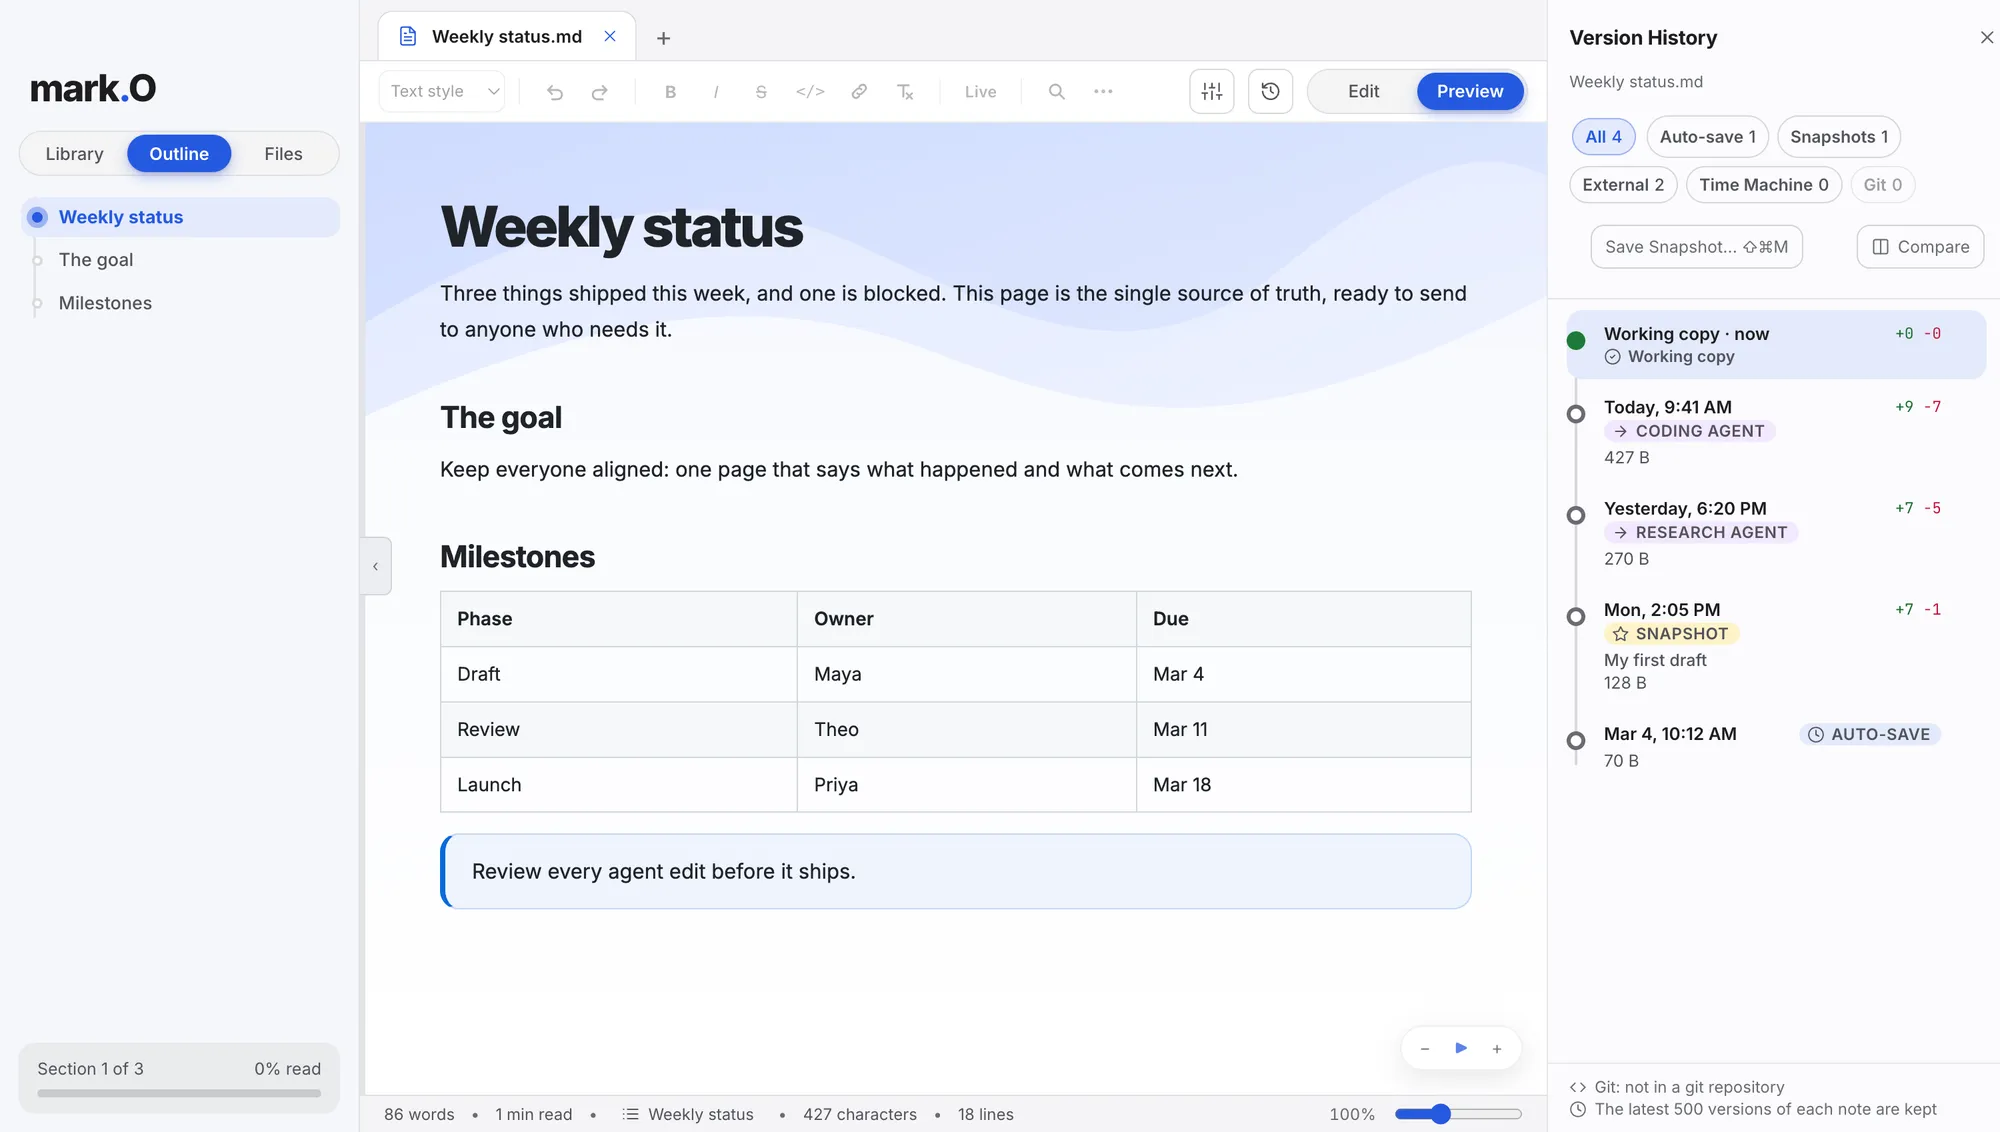 mark.O
Library
Outline
Files
Weekly status
The goal
Milestones
Section 1 of 3
0% read
Weekly status.md
Text style
B
I
S
</>
Tx
Live
Edit
Preview
Weekly status
Three things shipped this week, and one is blocked. This page is the single source of truth, ready to send
to anyone who needs it.
The goal
Keep everyone aligned: one page that says what happened and what comes next.
Milestones
Phase Owner Due
Draft Maya Mar 4
Review Theo Mar 11
Launch Priya Mar 18
Review every agent edit before it ships.
86 words • 1 min read • Weekly status • 427 characters • 18 lines
100%
Version History
Weekly status.md
All 4
Auto-save 1
Snapshots 1
External 2
Time Machine 0
Git 0
Save Snapshot... ⇧⌘M
Compare
Working copy · now +0 -0
Working copy
Today, 9:41 AM +9 -7
→ CODING AGENT
427 B
Yesterday, 6:20 PM +7 -5
→ RESEARCH AGENT
270 B
Mon, 2:05 PM +7 -1
SNAPSHOT
My first draft
128 B
Mar 4, 10:12 AM AUTO-SAVE
70 B
Git: not in a git repository
The latest 500 versions of each note are kept